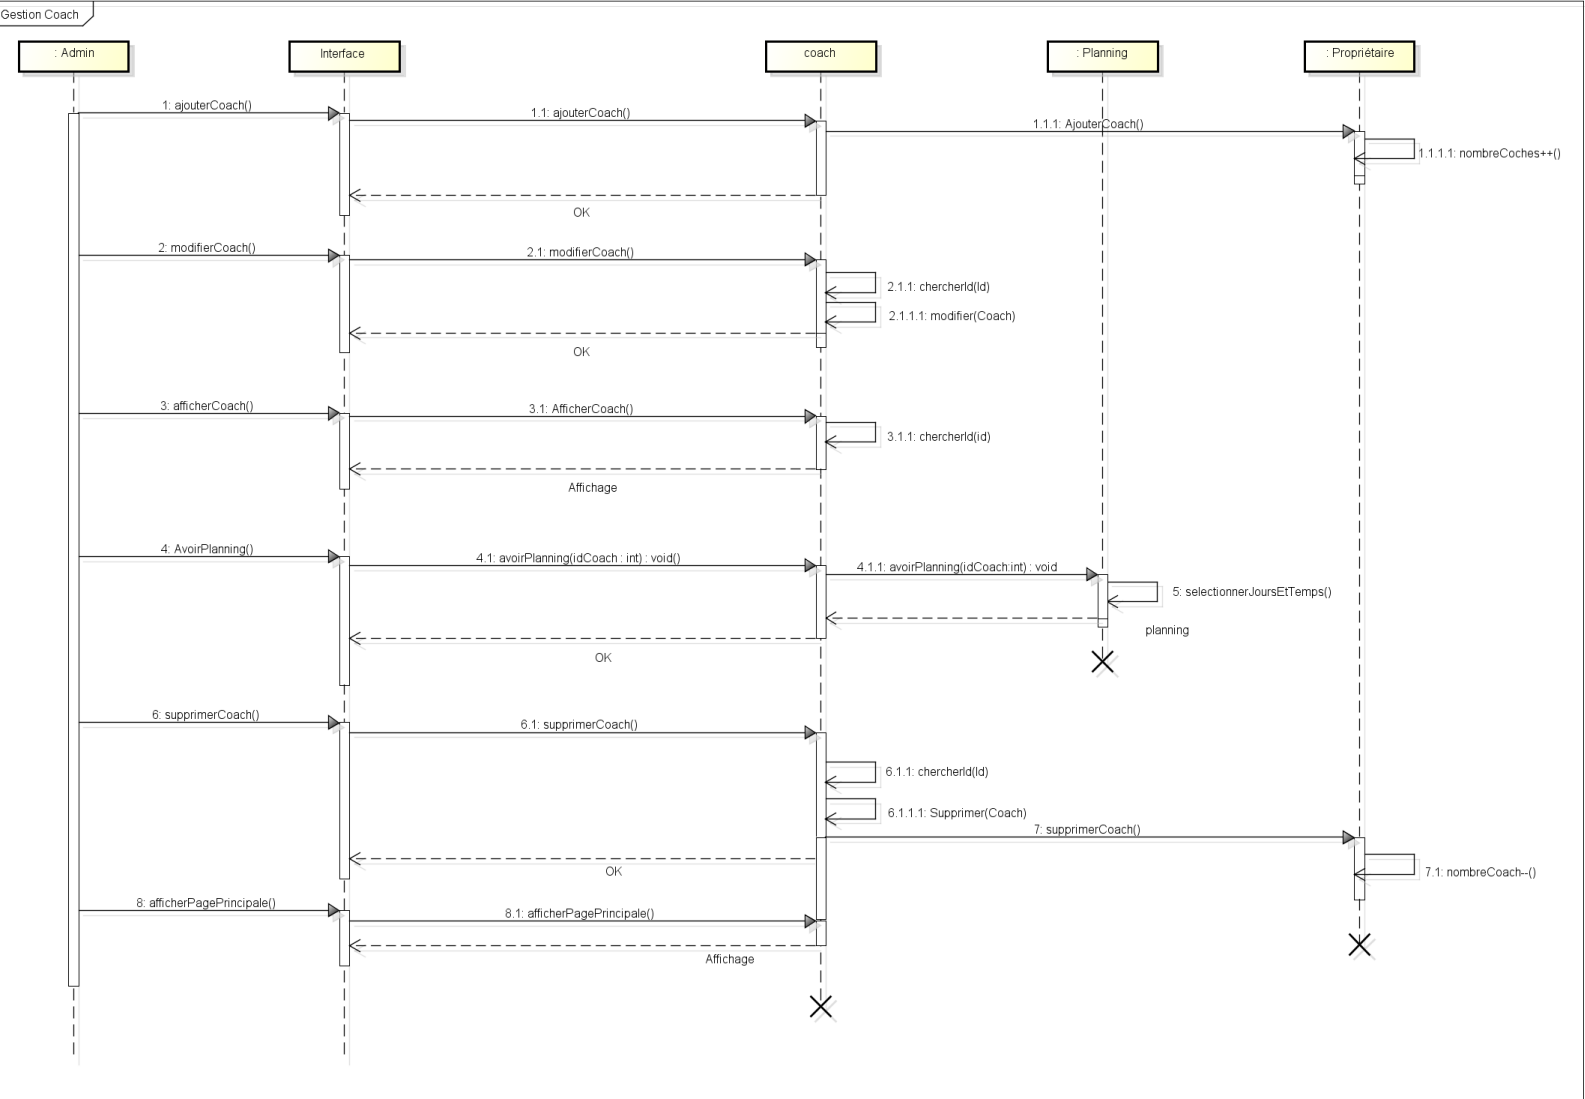 Gestion Coach
: Admin
Interface
coach
: Planning
: Propriétaire
1: ajouterCoach()
1.1: ajouterCoach()
1.1.1: AjouterCoach()
1.1.1.1: nombreCoches++()
OK
2: modifierCoach()
2.1: modifierCoach()
2.1.1: chercherId(Id)
2.1.1.1: modifier(Coach)
OK
3: afficherCoach()
3.1: AfficherCoach()
3.1.1: chercherId(id)
Affichage
4: AvoirPlanning()
4.1: avoirPlanning(idCoach : int) : void()
4.1.1: avoirPlanning(idCoach:int) : void
5: selectionnerJoursEtTemps()
planning
OK
6: supprimerCoach()
6.1: supprimerCoach()
6.1.1: chercherId(Id)
6.1.1.1: Supprimer(Coach)
7: supprimerCoach()
7.1: nombreCoach--()
OK
8: afficherPagePrincipale()
8.1: afficherPagePrincipale()
Affichage